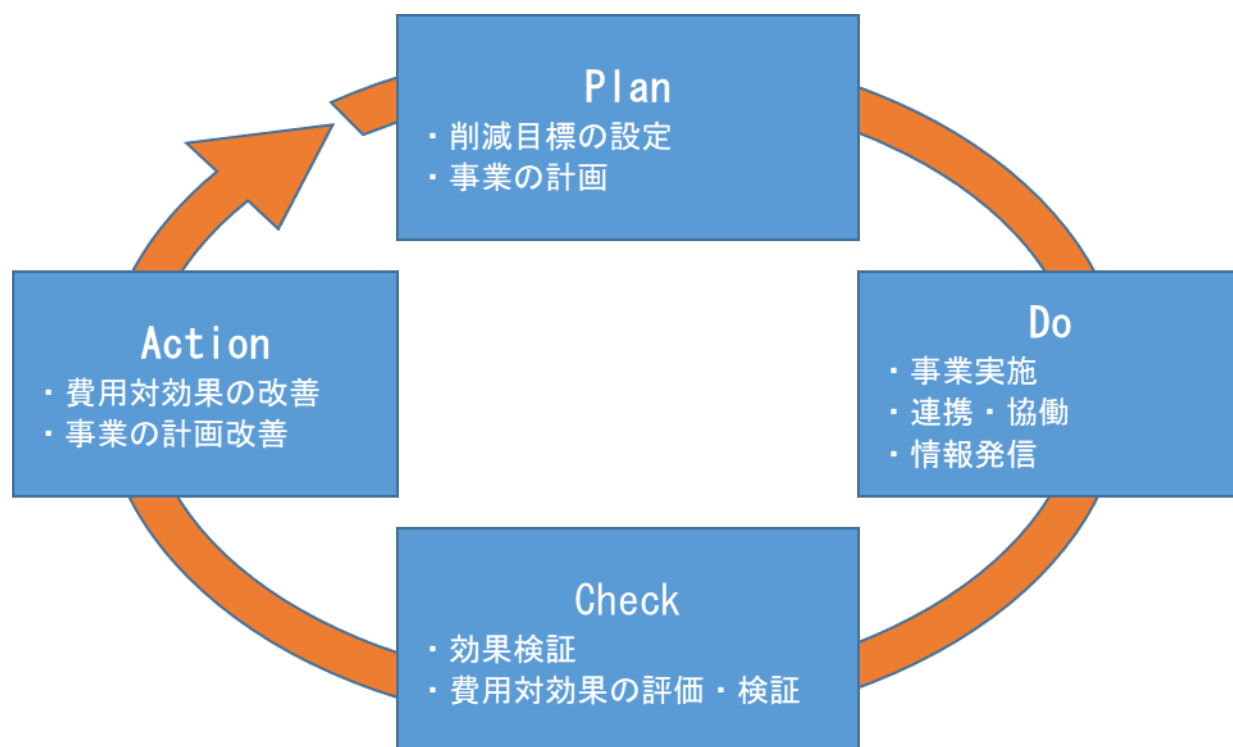 Plan
・削減目標の設定
・事業の計画
Do
・事業実施
・連携・協働
・情報発信
Check
・効果検証
・費用対効果の評価・検証
Action
・費用対効果の改善
・事業の計画改善